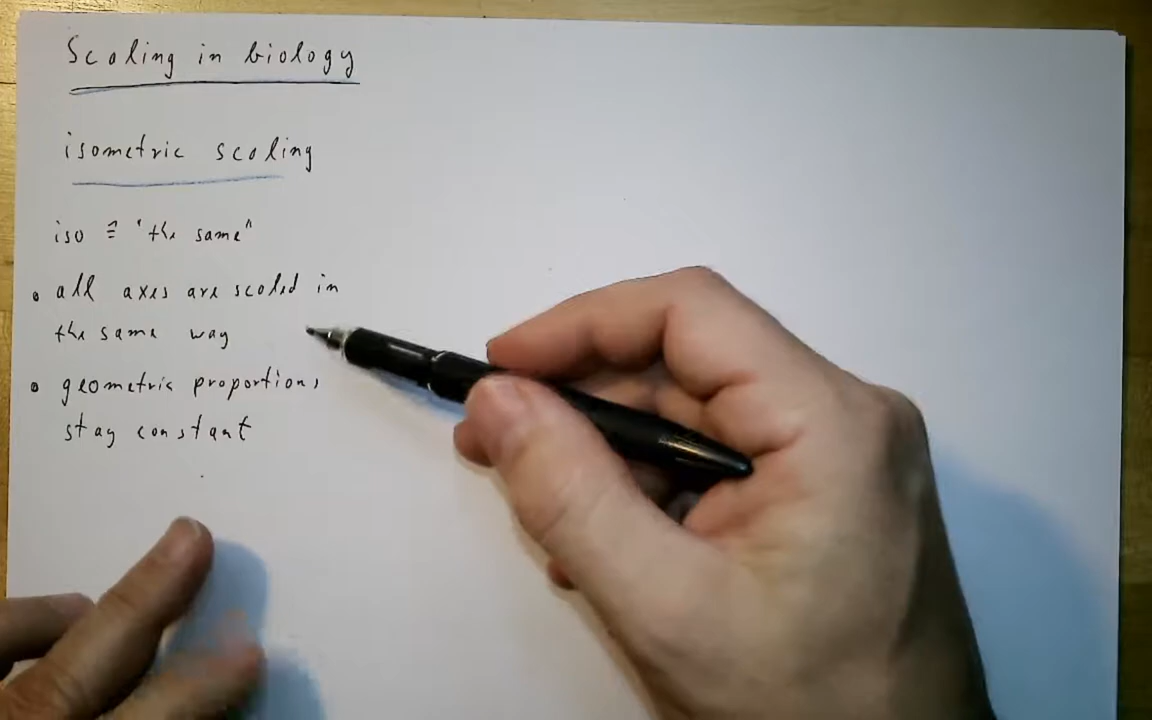 Scaling in biology
isometric scaling
iso ≙ "the same"
• all axes are scaled in
the same way
• geometric proportions
stay constant